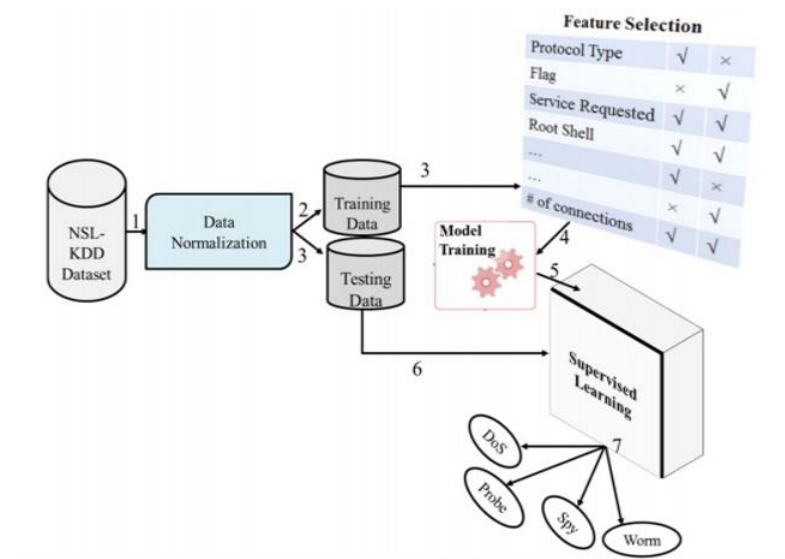 Feature Selection
Protocol Type √ ×
Flag × √
Service Requested √ √
Root Shell √ √
... √ ×
... × √
# of connections √ √
NSL-
KDD
Dataset
1
Data
Normalization
2
3
Training
Data
Testing
Data
3
4
Model
Training
5
6
Supervised
Learning
7
DoS
Probe
Spy
Worm